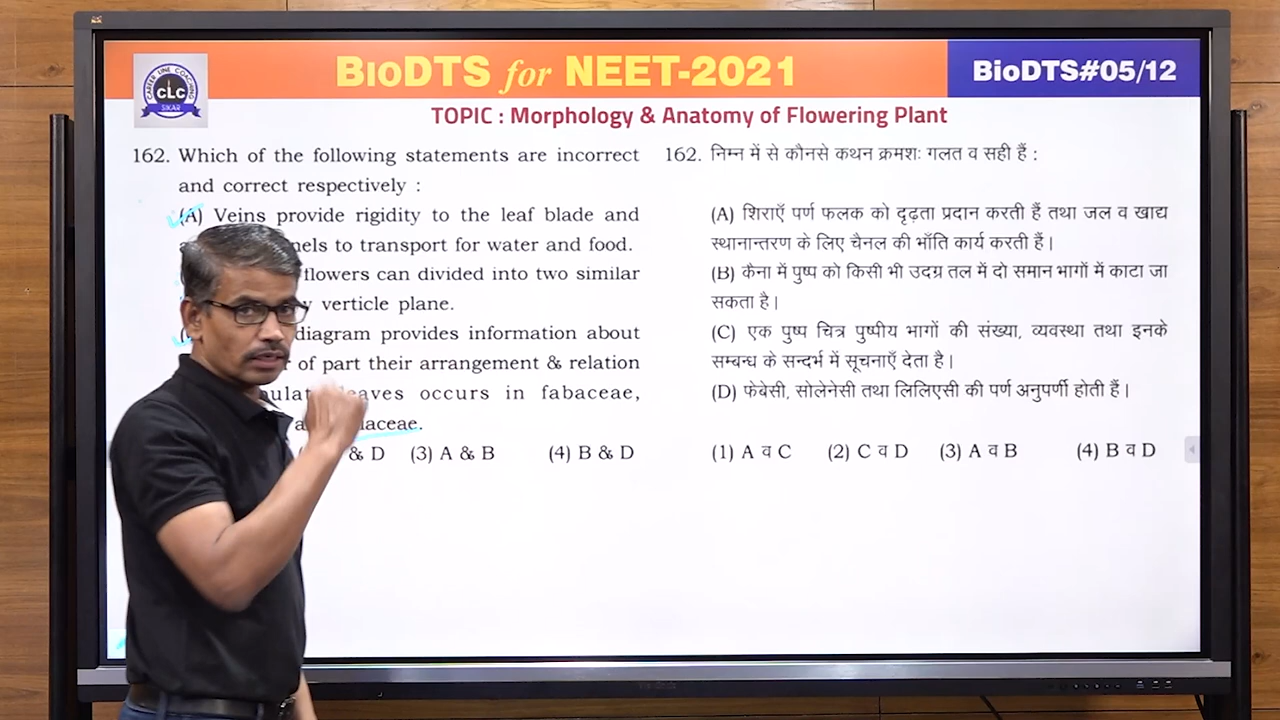 BIODTS for NEET-2021
BioDTS#05/12
CAREER LINE COACHING
CLC
SIKAR
TOPIC : Morphology & Anatomy of Flowering Plant
162. Which of the following statements are incorrect
and correct respectively :
(A) Veins provide rigidity to the leaf blade and
to transport for water and food.
flowers can divided into two similar
verticle plane.
diagram provides information about
of part their arrangement & relation
occurs in fabaceae,
& D (3) A & B (4) B & D
162. निम्न में से कौनसे कथन क्रमशः गलत व सही हैं :
(A) शिराएँ पर्ण फलक को दृढ़ता प्रदान करती हैं तथा जल व खाद्य
स्थानान्तरण के लिए चैनल की भाँति कार्य करती हैं।
(B) कैना में पुष्प को किसी भी उदग्र तल में दो समान भागों में काटा जा
सकता है।
(C) एक पुष्प चित्र पुष्पीय भागों की संख्या, व्यवस्था तथा इनके
सम्बन्ध के सन्दर्भ में सूचनाएँ देता है।
(D) फेबेसी, सोलेनेसी तथा लिलिएसी की पर्ण अनुपर्णी होती हैं।
(1) A व C (2) C व D (3) A व B (4) B व D